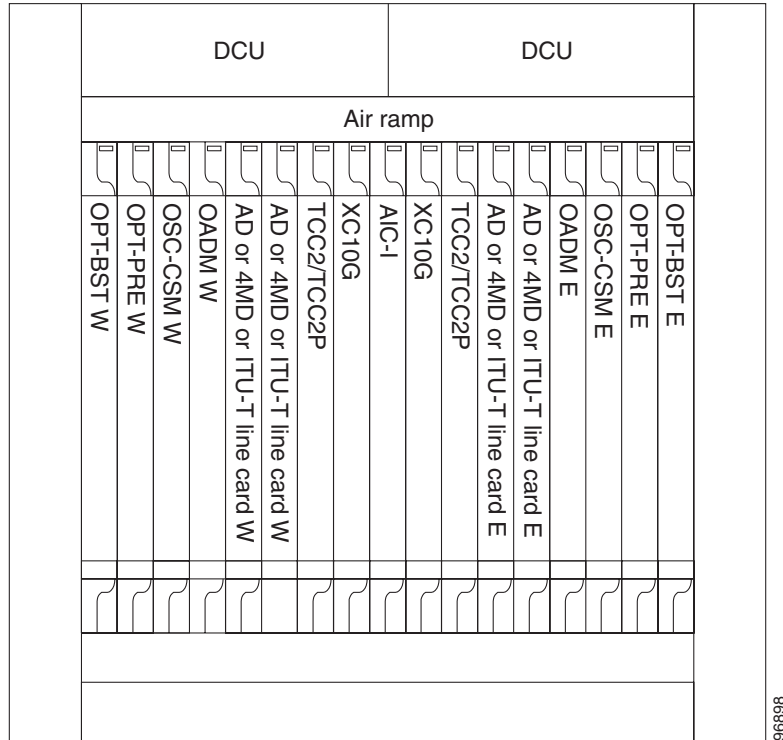 DCU
DCU
Air ramp
OPT-BST W
OPT-PRE W
OSC-CSM W
OADM W
AD or 4MD or ITU-T line card W
AD or 4MD or ITU-T line card W
TCC2/TCC2P
XC10G
AIC-I
XC10G
TCC2/TCC2P
AD or 4MD or ITU-T line card E
AD or 4MD or ITU-T line card E
OADM E
OSC-CSM E
OPT-PRE E
OPT-BST E
96898